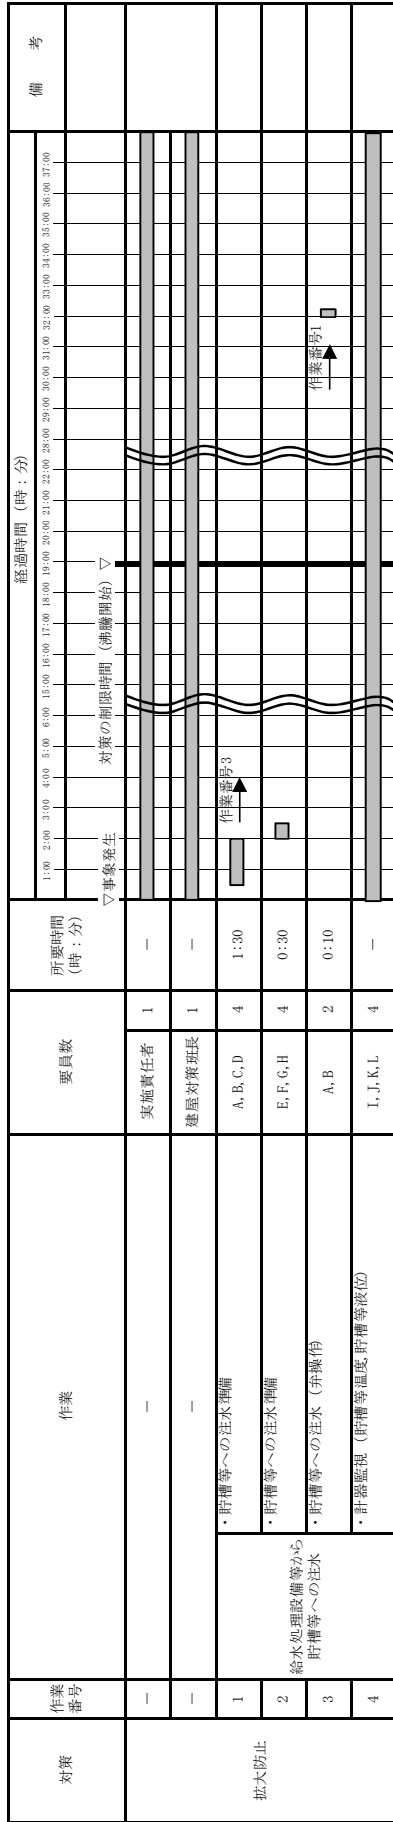 対策
作業
番号
作業
要員数
所要時間
(時：分)
経過時間（時：分）
備　考
1:00 2:00 3:00 4:00 5:00 6:00 15:00 16:00 17:00 18:00 19:00 20:00 21:00 22:00 28:00 29:00 30:00 31:00 32:00 33:00 34:00 35:00 36:00 37:00
▽事象発生
対策の制限時間（沸騰開始）▽
拡大防止
－ － 実施責任者 1 －
－ － 建屋対策班長 1 －
給水処理設備等から
貯槽等への注水
1 ・貯槽等への注水準備 A,B,C,D 4 1:30
作業番号3
2 ・貯槽等への注水準備 E,F,G,H 4 0:30
3 ・貯槽等への注水（弁操作） A,B 2 0:10
作業番号1
4 ・計器監視（貯槽等温度,貯槽等液位） I,J,K,L 4 －